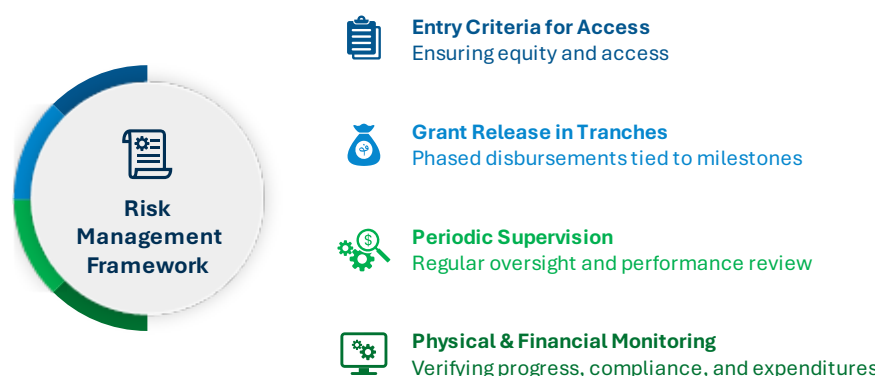 Risk
Management
Framework
Entry Criteria for Access
Ensuring equity and access
Grant Release in Tranches
Phased disbursements tied to milestones
$
Periodic Supervision
Regular oversight and performance review
Physical & Financial Monitoring
Verifying progress, compliance, and expenditures